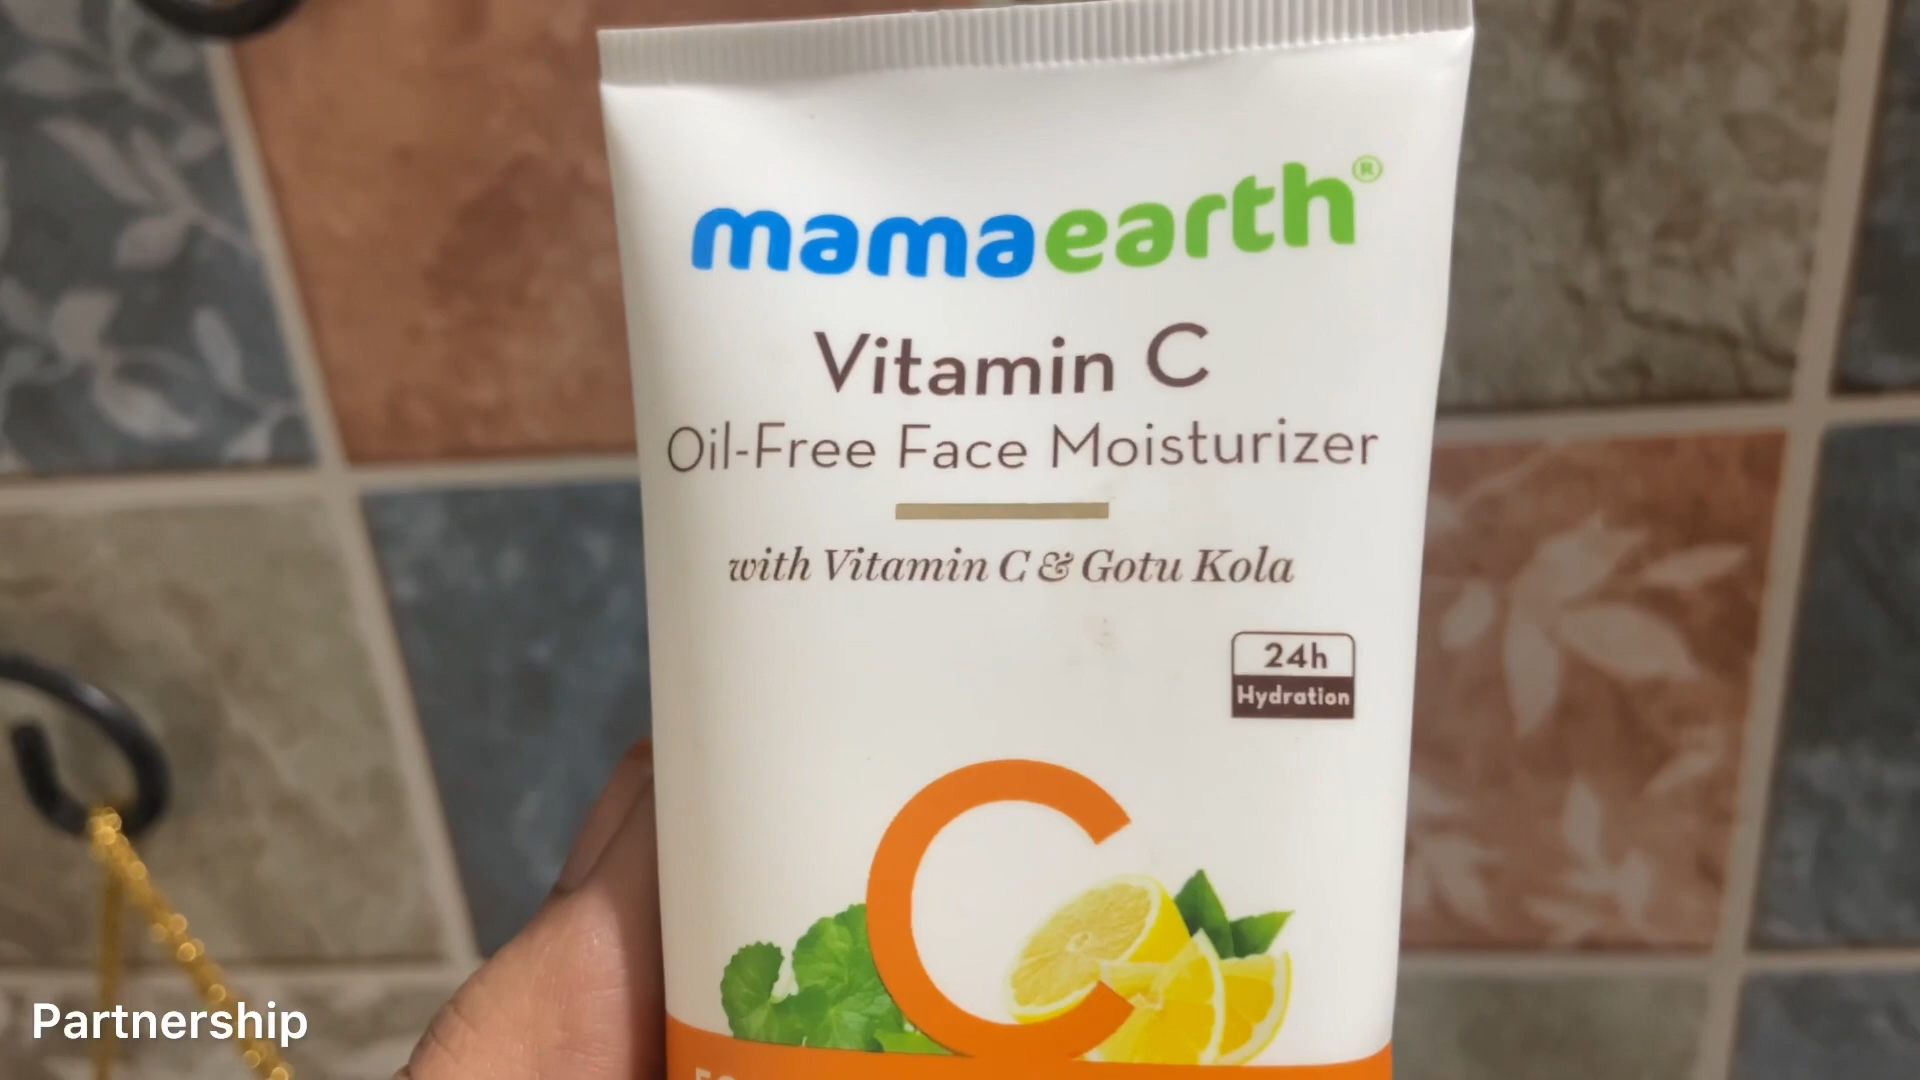 mamaearth®
Vitamin C
Oil-Free Face Moisturizer
with Vitamin C & Gotu Kola
24h
Hydration
C
Partnership